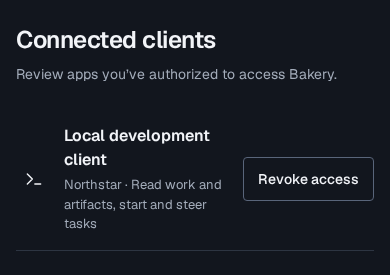 Connected clients
Review apps you’ve authorized to access Bakery.
Local development
client
Northstar · Read work and
artifacts, start and steer
tasks
Revoke access